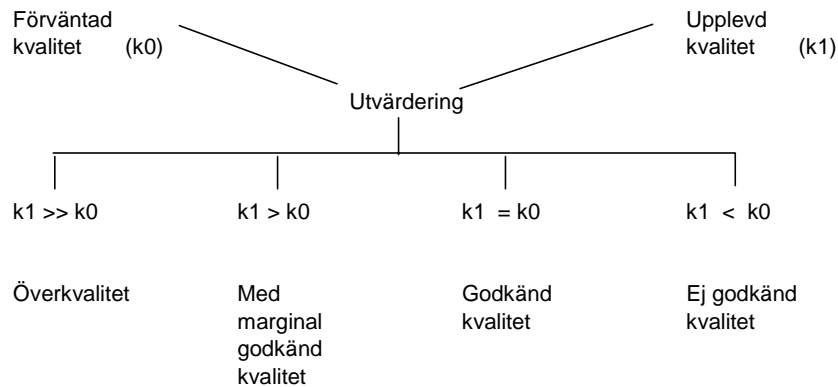 Förväntad
kvalitet (k0)
Upplevd
kvalitet (k1)
Utvärdering
k1 >> k0
k1 > k0
k1 = k0
k1 < k0
Överkvalitet
Med
marginal
godkänd
kvalitet
Godkänd
kvalitet
Ej godkänd
kvalitet